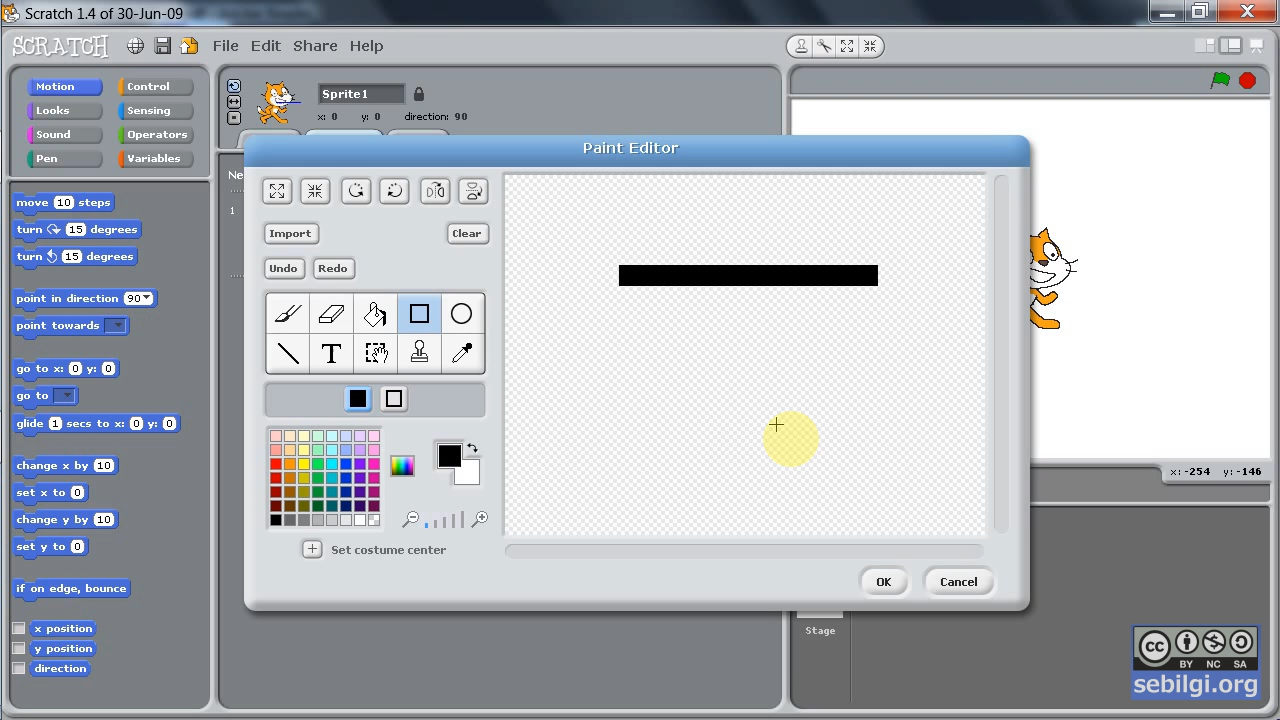 Scratch 1.4 of 30-Jun-09
SCRATCH File Edit Share Help
Motion Control
Looks Sensing
Sound Operators
Pen Variables
Sprite1
x: 0 y: 0 direction: 90
Paint Editor
Ne
1
move 10 steps
turn 15 degrees
turn 15 degrees
point in direction 90
point towards
go to x: 0 y: 0
go to
glide 1 secs to x: 0 y: 0
change x by 10
set x to 0
change y by 10
set y to 0
if on edge, bounce
x position
y position
direction
Import Clear
Undo Redo
T
Set costume center
OK Cancel
x: -254 y: -146
Stage
cc
BY NC SA
sebilgi.org